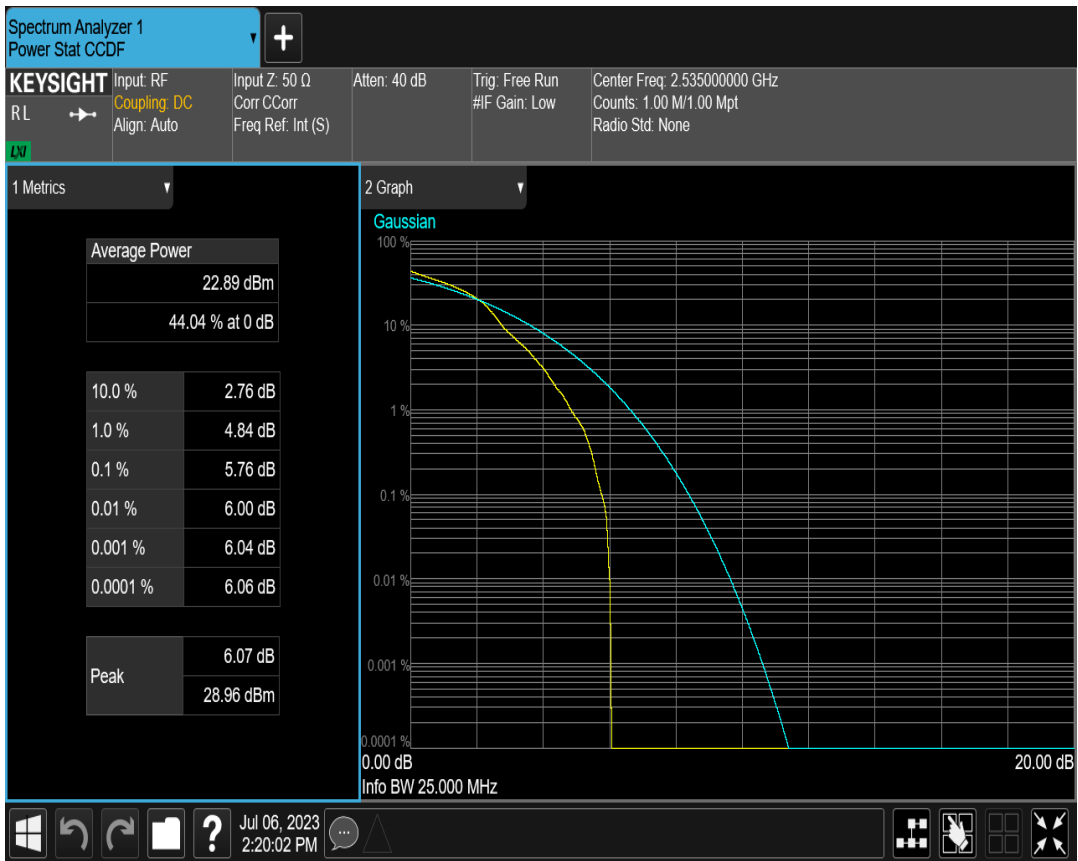 Spectrum Analyzer 1
Power Stat CCDF
KEYSIGHT
RL
LXI
Input: RF
Coupling: DC
Align: Auto
Input Z: 50 Ω
Corr CCorr
Freq Ref: Int (S)
Atten: 40 dB
Trig: Free Run
#IF Gain: Low
Center Freq: 2.535000000 GHz
Counts: 1.00 M/1.00 Mpt
Radio Std: None
1 Metrics
Average Power
22.89 dBm
44.04 % at 0 dB
10.0 % 2.76 dB
1.0 % 4.84 dB
0.1 % 5.76 dB
0.01 % 6.00 dB
0.001 % 6.04 dB
0.0001 % 6.06 dB
Peak
6.07 dB
28.96 dBm
2 Graph
Gaussian
100 %
10 %
1 %
0.1 %
0.01 %
0.001 %
0.0001 %
0.00 dB 20.00 dB
Info BW 25.000 MHz
Jul 06, 2023
2:20:02 PM